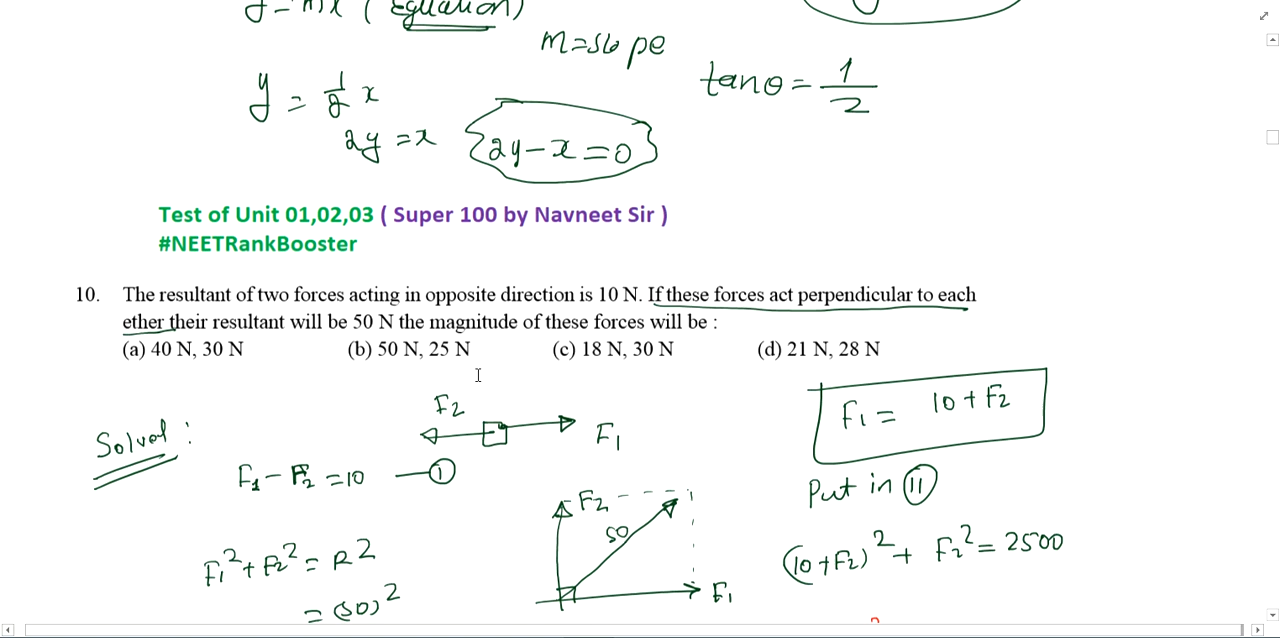 y = mx ( Equation)
m=slope
y = 1/2 x
tanθ = 1/2
2y = x {2y-x=0}
Test of Unit 01,02,03 ( Super 100 by Navneet Sir )
#NEETRankBooster
10. The resultant of two forces acting in opposite direction is 10 N. If these forces act perpendicular to each
ether their resultant will be 50 N the magnitude of these forces will be :
(a) 40 N, 30 N (b) 50 N, 25 N (c) 18 N, 30 N (d) 21 N, 28 N
Solvol :
F2
F1
F1 - F2 = 10 — ①
F1 = 10 + F2
Put in ⑪
F2
50
F1
F1² + F2² = R²
= (50)²
(10+F2)² + F2² = 2500